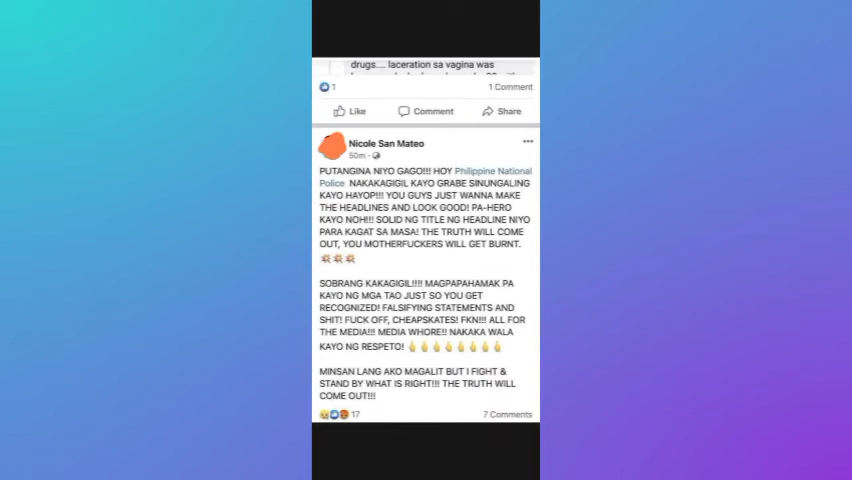 drugs.... laceration sa vagina was
1
1 Comment
Like
Comment
Share
Nicole San Mateo
50m
PUTANGINA NIYO GAGO!!! HOY Philippine National
Police NAKAKAGIGIL KAYO GRABE SINUNGALING
KAYO HAYOP!!! YOU GUYS JUST WANNA MAKE
THE HEADLINES AND LOOK GOOD! PA-HERO
KAYO NOH!!! SOLID NG TITLE NG HEADLINE NIYO
PARA KAGAT SA MASA! THE TRUTH WILL COME
OUT, YOU MOTHERFUCKERS WILL GET BURNT.
💥💥💥
SOBRANG KAKAGIGIL!!!! MAGPAPAHAMAK PA
KAYO NG MGA TAO JUST SO YOU GET
RECOGNIZED! FALSIFYING STATEMENTS AND
SHIT! FUCK OFF, CHEAPSKATES! FKN!!! ALL FOR
THE MEDIA!!! MEDIA WHORE!! NAKAKA WALA
KAYO NG RESPETO! 🖕🖕🖕🖕🖕🖕🖕🖕
MINSAN LANG AKO MAGALIT BUT I FIGHT &
STAND BY WHAT IS RIGHT!!! THE TRUTH WILL
COME OUT!!!
17
7 Comments